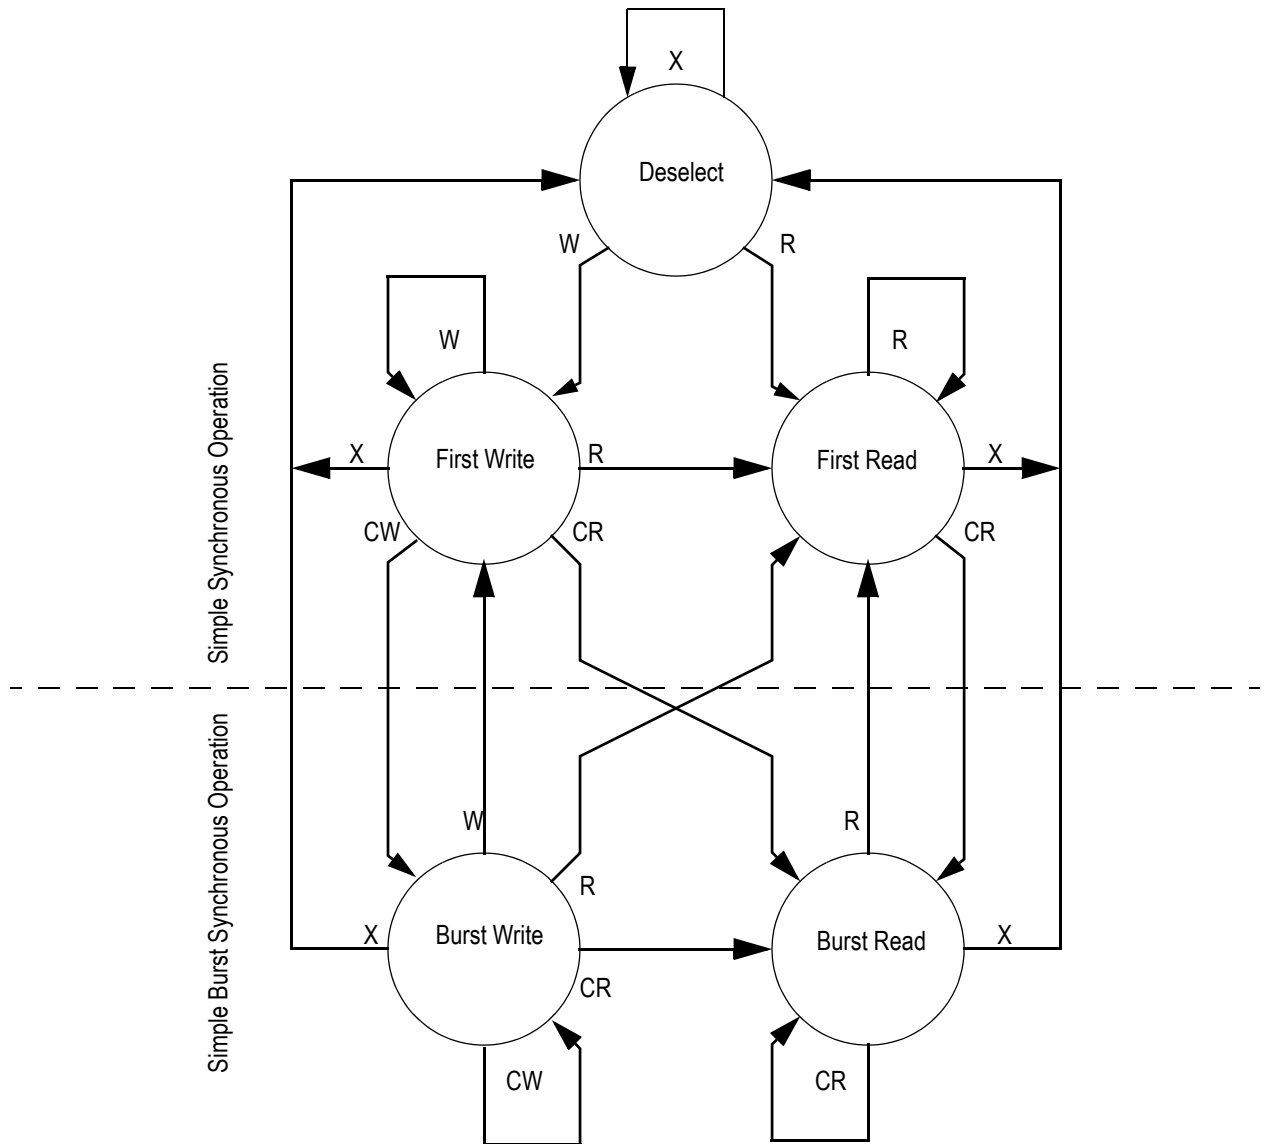 X
Deselect
W
R
W
R
Simple Synchronous Operation
X
First Write
R
First Read
X
CW
CR
CR
Simple Burst Synchronous Operation
W
R
R
X
Burst Write
Burst Read
X
CR
CW
CR